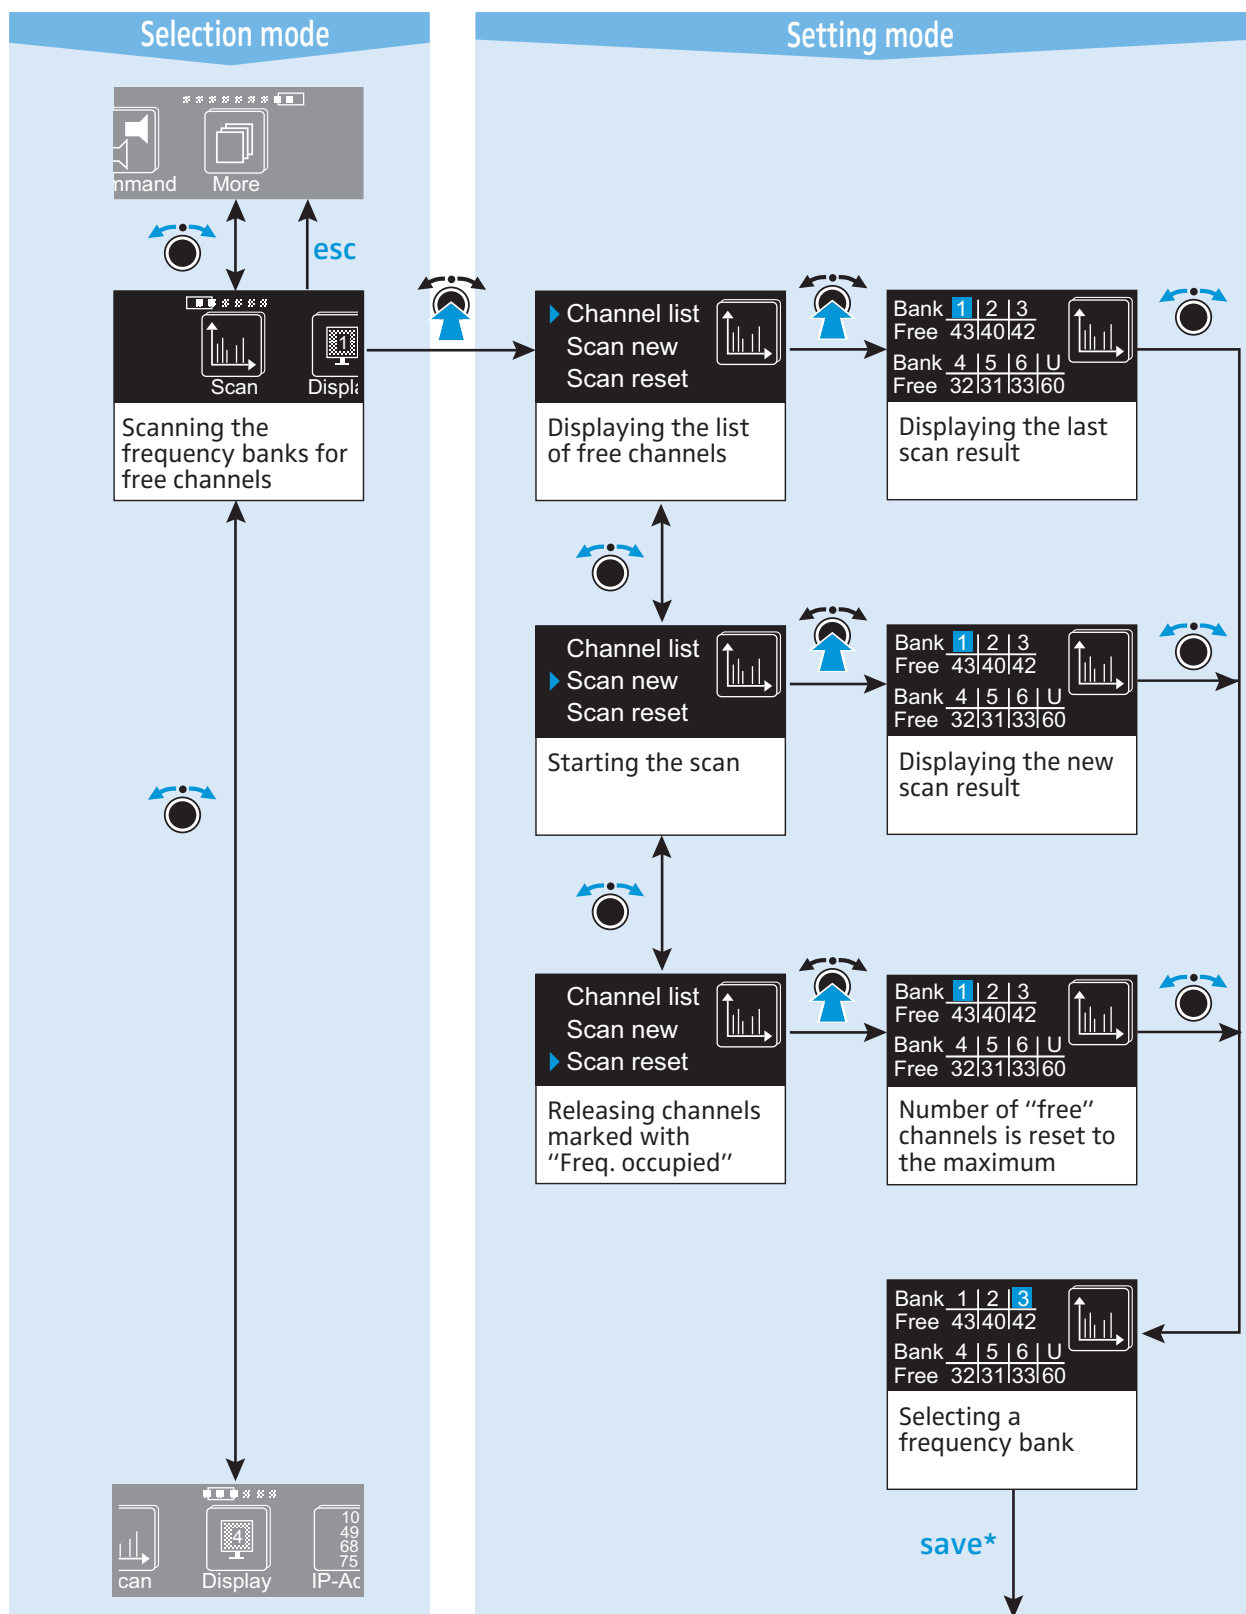 Selection mode
Setting mode
mmand
More
esc
Scan
Displa
Scanning the
frequency banks for
free channels
Channel list
Scan new
Scan reset
Displaying the list
of free channels
Bank 1 2 3
Free 43 40 42
Bank 4 5 6 U
Free 32 31 33 60
Displaying the last
scan result
Channel list
Scan new
Scan reset
Starting the scan
Bank 1 2 3
Free 43 40 42
Bank 4 5 6 U
Free 32 31 33 60
Displaying the new
scan result
Channel list
Scan new
Scan reset
Releasing channels
marked with
"Freq. occupied"
Bank 1 2 3
Free 43 40 42
Bank 4 5 6 U
Free 32 31 33 60
Number of "free"
channels is reset to
the maximum
Bank 1 2 3
Free 43 40 42
Bank 4 5 6 U
Free 32 31 33 60
Selecting a
frequency bank
save*
can
4
Display
10
49
68
75
IP-Ad
1